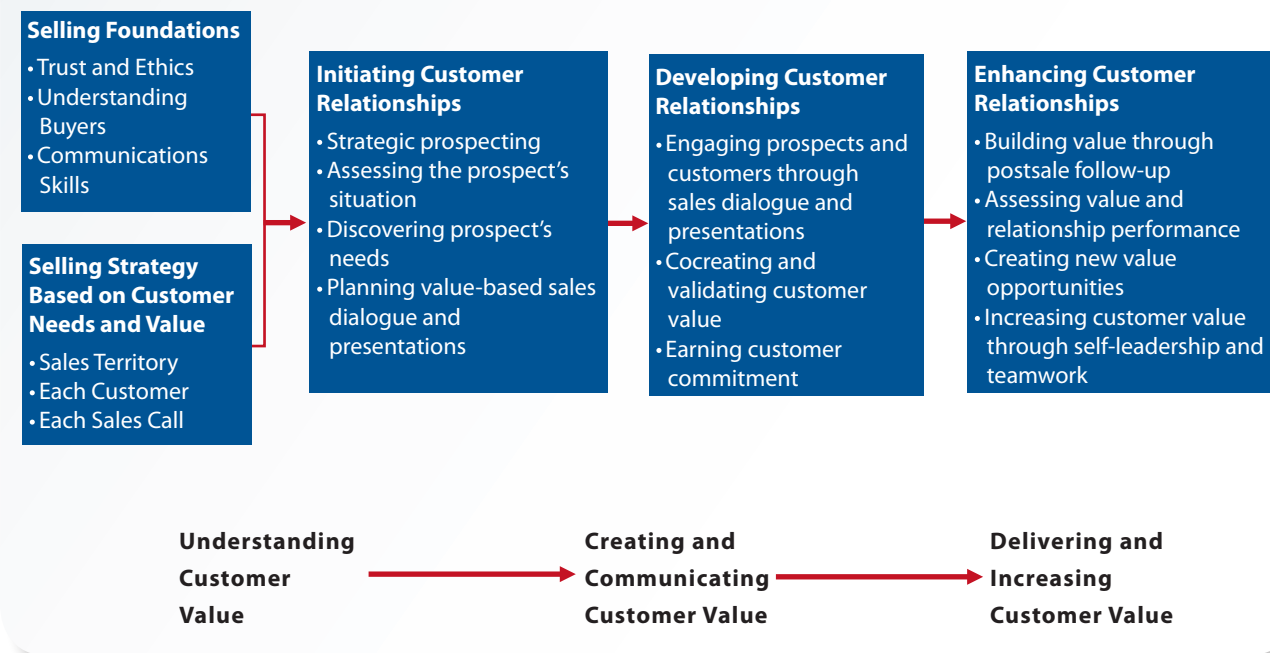 Selling Foundations
• Trust and Ethics
• Understanding
Buyers
• Communications
Skills
Selling Strategy
Based on Customer
Needs and Value
• Sales Territory
• Each Customer
• Each Sales Call
Initiating Customer
Relationships
• Strategic prospecting
• Assessing the prospect’s
situation
• Discovering prospect’s
needs
• Planning value-based sales
dialogue and
presentations
Developing Customer
Relationships
• Engaging prospects and
customers through
sales dialogue and
presentations
• Cocreating and
validating customer
value
• Earning customer
commitment
Enhancing Customer
Relationships
• Building value through
postsale follow-up
• Assessing value and
relationship performance
• Creating new value
opportunities
• Increasing customer value
through self-leadership and
teamwork
Understanding
Customer
Value
Creating and
Communicating
Customer Value
Delivering and
Increasing
Customer Value